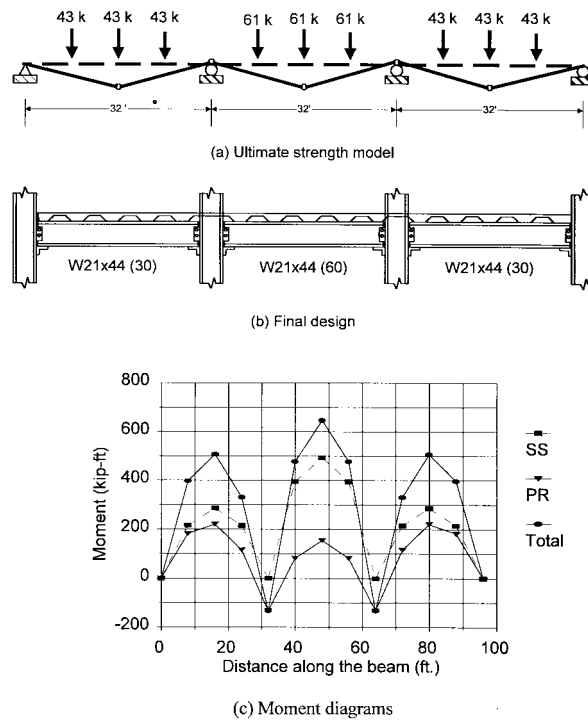 43 k 43 k 43 k 61 k 61 k 61 k 43 k 43 k 43 k
32 ' 32' 32'
(a) Ultimate strength model
W21x44 (30) W21x44 (60) W21x44 (30)
(b) Final design
800
600
400
200
0
-200
Moment (kip-ft)
0 20 40 60 80 100
Distance along the beam (ft.)
SS
PR
Total
(c) Moment diagrams